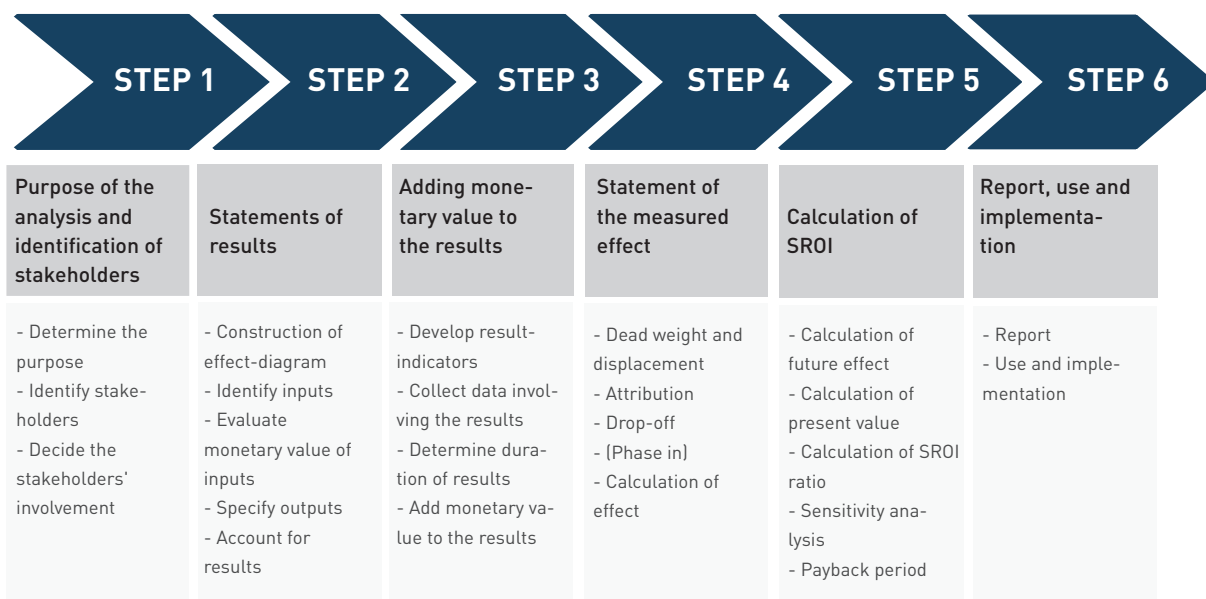 STEP 1
STEP 2
STEP 3
STEP 4
STEP 5
STEP 6
Purpose of the
analysis and
identification of
stakeholders
Statements of
results
Adding mone-
tary value to
the results
Statement of
the measured
effect
Calculation of
SROI
Report, use and
implementa-
tion
- Determine the
purpose
- Identify stake-
holders
- Decide the
stakeholders'
involvement
- Construction of
effect-diagram
- Identify inputs
- Evaluate
monetary value of
inputs
- Specify outputs
- Account for
results
- Develop result-
indicators
- Collect data invol-
ving the results
- Determine dura-
tion of results
- Add monetary va-
lue to the results
- Dead weight and
displacement
- Attribution
- Drop-off
- (Phase in)
- Calculation of
effect
- Calculation of
future effect
- Calculation of
present value
- Calculation of SROI
ratio
- Sensitivity ana-
lysis
- Payback period
- Report
- Use and imple-
mentation